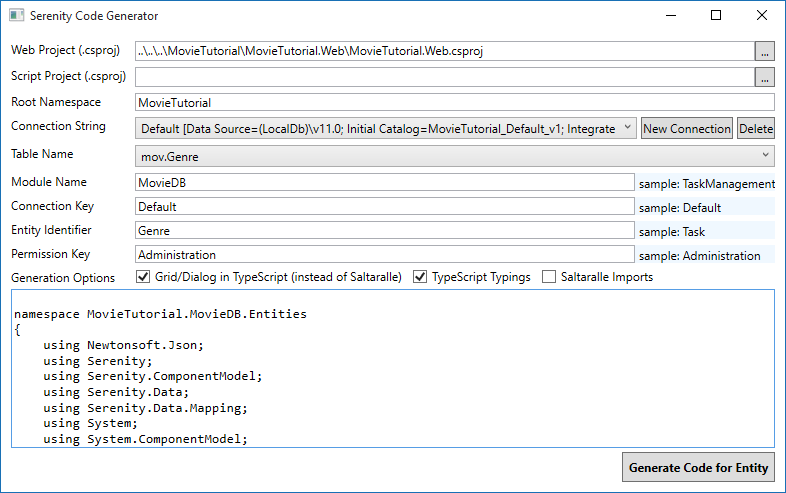 Serenity Code Generator
Web Project (.csproj) ..\..\..\MovieTutorial\MovieTutorial.Web\MovieTutorial.Web.csproj ...
Script Project (.csproj) ...
Root Namespace MovieTutorial
Connection String Default [Data Source=(LocalDb)\v11.0; Initial Catalog=MovieTutorial_Default_v1; Integrate New Connection Delete
Table Name mov.Genre
Module Name MovieDB sample: TaskManagement
Connection Key Default sample: Default
Entity Identifier Genre sample: Task
Permission Key Administration sample: Administration
Generation Options Grid/Dialog in TypeScript (instead of Saltaralle) TypeScript Typings Saltaralle Imports
namespace MovieTutorial.MovieDB.Entities
{
using Newtonsoft.Json;
using Serenity;
using Serenity.ComponentModel;
using Serenity.Data;
using Serenity.Data.Mapping;
using System;
using System.ComponentModel;
Generate Code for Entity